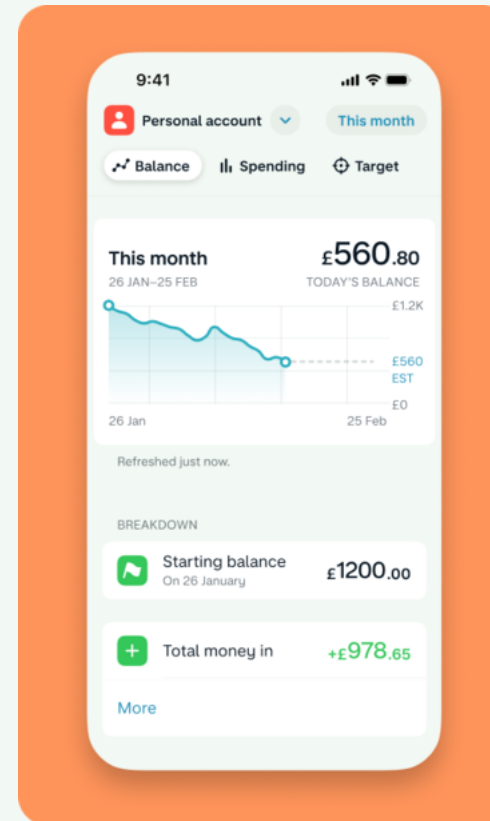 9:41
Personal account
This month
Balance
Spending
Target
This month
£560.80
26 JAN–25 FEB
TODAY'S BALANCE
£1.2K
£560
EST
£0
26 Jan
25 Feb
Refreshed just now.
BREAKDOWN
Starting balance
On 26 January
£1200.00
Total money in
+£978.65
More